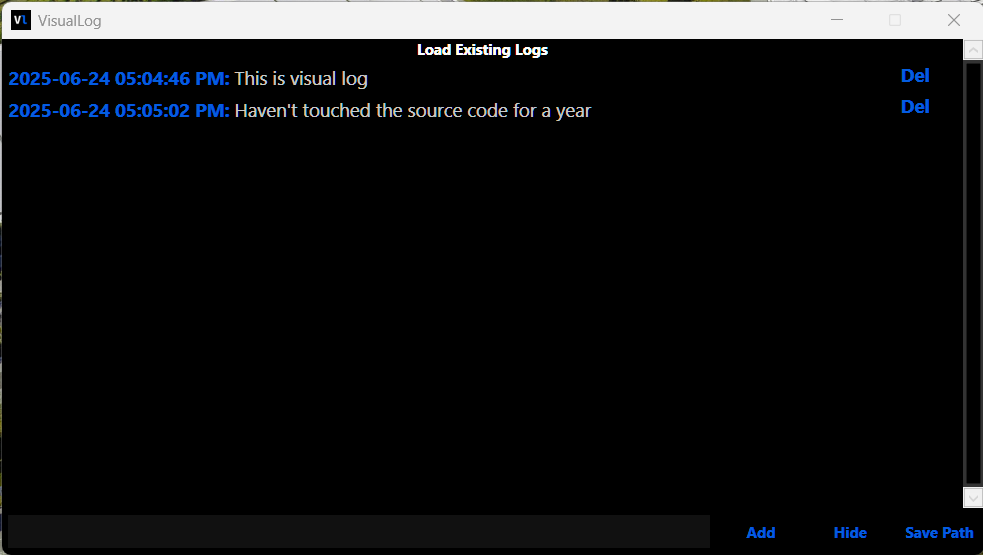 Vl VisualLog
Load Existing Logs
2025-06-24 05:04:46 PM: This is visual log Del
2025-06-24 05:05:02 PM: Haven't touched the source code for a year Del
Add Hide Save Path